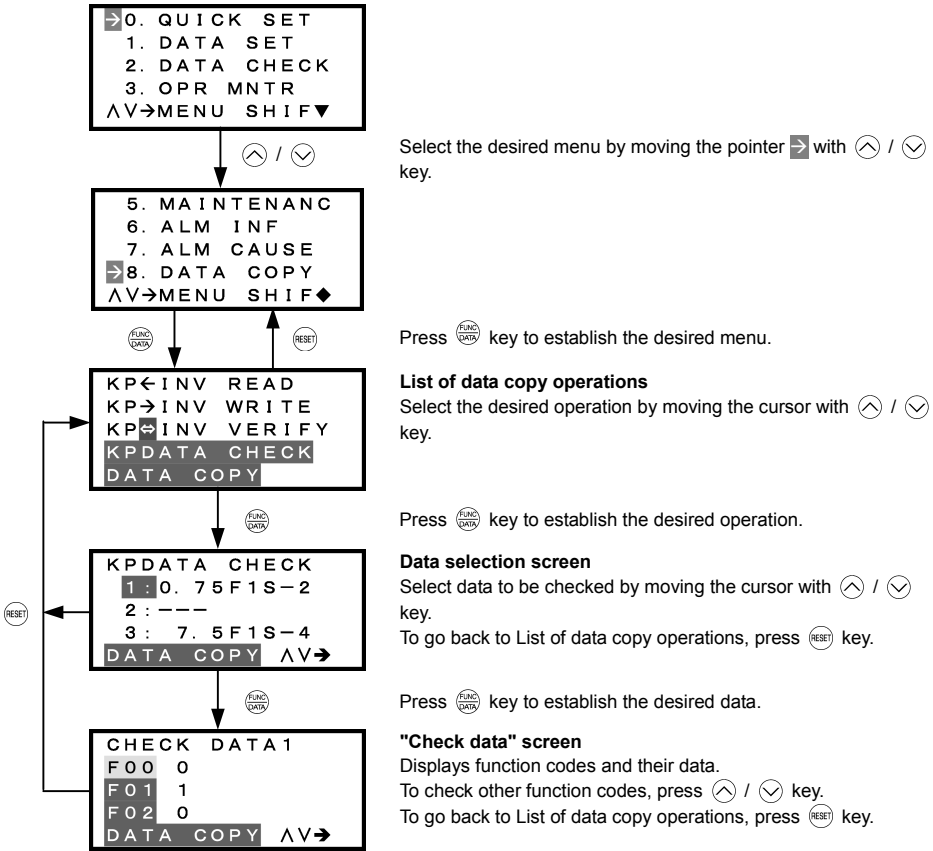 →0. QUICK SET
1. DATA SET
2. DATA CHECK
3. OPR MNTR
∧∨→MENU SHIF▼
∧ / ∨
Select the desired menu by moving the pointer → with ∧ / ∨
key.
5. MAINTENANC
6. ALM INF
7. ALM CAUSE
→8. DATA COPY
∧∨→MENU SHIF◆
FUNC
DATA
RESET
Press FUNC DATA key to establish the desired menu.
KP←INV READ
KP→INV WRITE
KP⇔INV VERIFY
KPDATA CHECK
DATA COPY
List of data copy operations
Select the desired operation by moving the cursor with ∧ / ∨
key.
FUNC
DATA
Press FUNC DATA key to establish the desired operation.
KPDATA CHECK
1:0. 75F1S−2
2:−−−
3: 7. 5F1S−4
DATA COPY ∧∨→
RESET
Data selection screen
Select data to be checked by moving the cursor with ∧ / ∨
key.
To go back to List of data copy operations, press RESET key.
FUNC
DATA
Press FUNC DATA key to establish the desired data.
CHECK DATA1
F00 0
F01 1
F02 0
DATA COPY ∧∨→
"Check data" screen
Displays function codes and their data.
To check other function codes, press ∧ / ∨ key.
To go back to List of data copy operations, press RESET key.